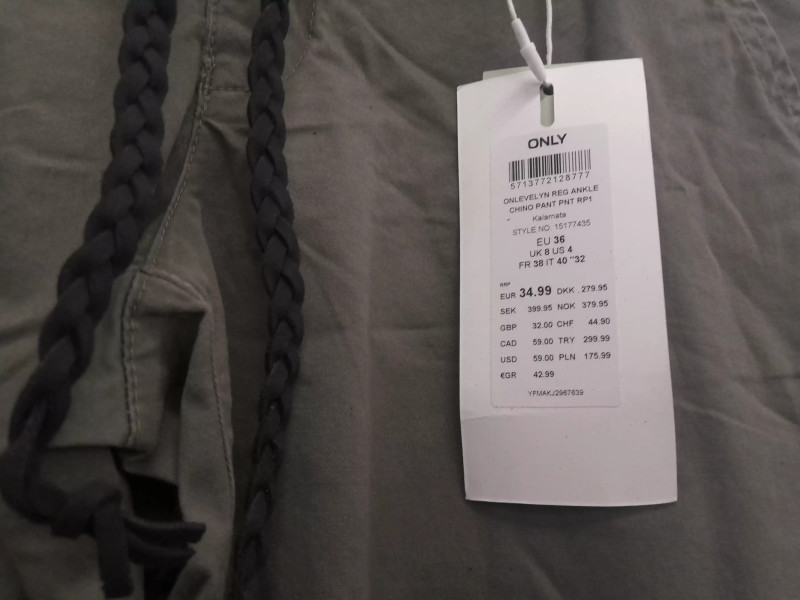 ONLY
5713772128777
ONLEVELYN REG ANKLE
CHINO PANT PNT RP1
Kalamata
STYLE NO. 15177435
EU 36
UK 8 US 4
FR 38 IT 40 "32
RRP
EUR 34.99 DKK . 279.95
SEK 399.95 NOK 379.95
GBP 32.00 CHF 44.90
CAD 59.00 TRY 299.99
USD 59.00 PLN 175.99
€GR 42.99
YFMAKJ2967639